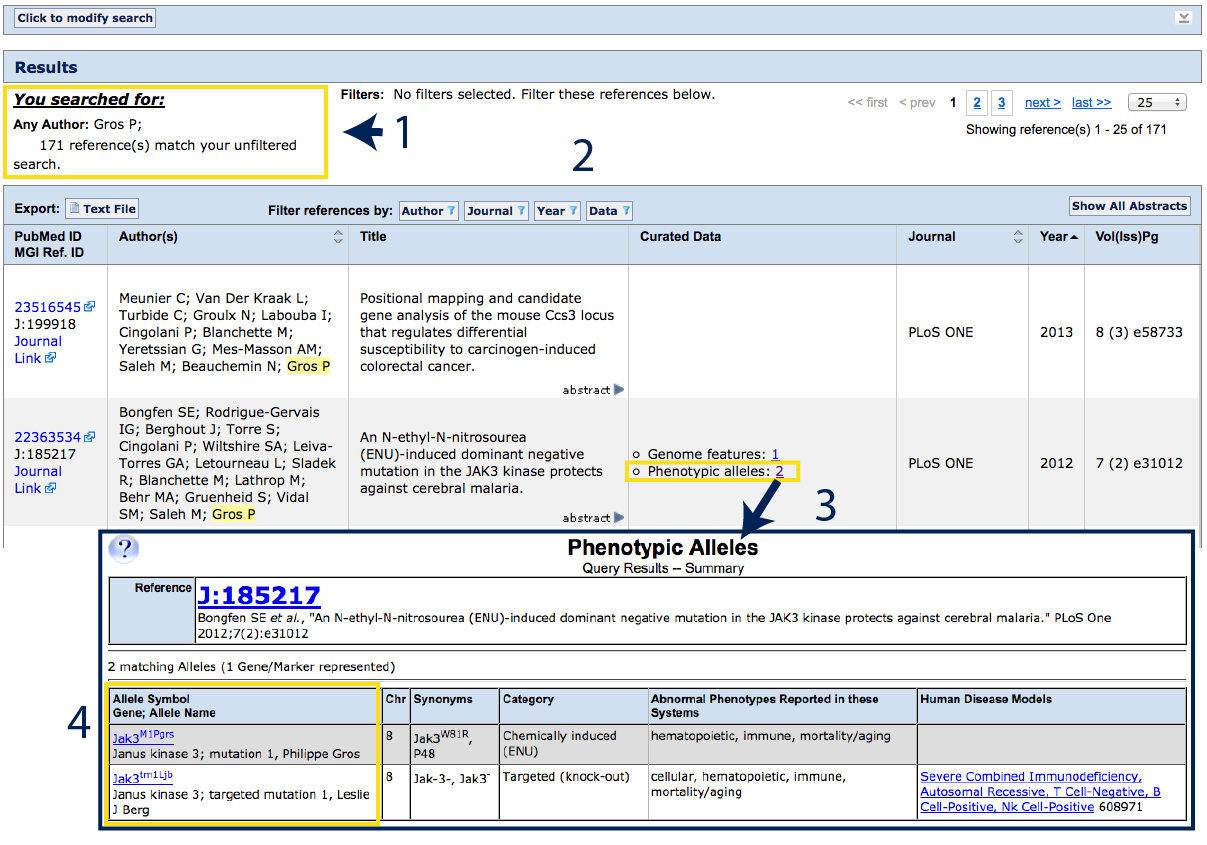 Click to modify search
Results
You searched for:
Any Author: Gros P;
171 reference(s) match your unfiltered
search.
1
Filters: No filters selected. Filter these references below.
2
<< first < prev 1 2 3 next > last >> 25
Showing reference(s) 1 - 25 of 171
Export: Text File
Filter references by: Author Journal Year Data
Show All Abstracts
PubMed ID
MGI Ref. ID
Author(s)
Title
Curated Data
Journal
Year
Vol(Iss)Pg
23516545
J:199918
Journal
Link
Meunier C; Van Der Kraak L;
Turbide C; Groulx N; Labouba I;
Cingolani P; Blanchette M;
Yeretssian G; Mes-Masson AM;
Saleh M; Beauchemin N; Gros P
Positional mapping and candidate
gene analysis of the mouse Ccs3 locus
that regulates differential
susceptibility to carcinogen-induced
colorectal cancer.
abstract
PLoS ONE
2013
8 (3) e58733
22363534
J:185217
Journal
Link
Bongfen SE; Rodrigue-Gervais
IG; Berghout J; Torre S;
Cingolani P; Wiltshire SA; Leiva-
Torres GA; Letourneau L; Sladek
R; Blanchette M; Lathrop M;
Behr MA; Gruenheid S; Vidal
SM; Saleh M; Gros P
An N-ethyl-N-nitrosourea
(ENU)-induced dominant negative
mutation in the JAK3 kinase protects
against cerebral malaria.
abstract
Genome features: 1
Phenotypic alleles: 2
PLoS ONE
2012
7 (2) e31012
3
?
Phenotypic Alleles
Query Results -- Summary
Reference
J:185217
Bongfen SE et al., "An N-ethyl-N-nitrosourea (ENU)-induced dominant negative mutation in the JAK3 kinase protects against cerebral malaria." PLoS One
2012;7(2):e31012
2 matching Alleles (1 Gene/Marker represented)
4
Allele Symbol
Gene; Allele Name
Chr
Synonyms
Category
Abnormal Phenotypes Reported in these
Systems
Human Disease Models
Jak3M1Pgrs
Janus kinase 3; mutation 1, Philippe Gros
8
Jak3W81R,
P48
Chemically induced
(ENU)
hematopoietic, immune, mortality/aging
Jak3tm1Ljb
Janus kinase 3; targeted mutation 1, Leslie
J Berg
8
Jak-3-, Jak3-
Targeted (knock-out)
cellular, hematopoietic, immune,
mortality/aging
Severe Combined Immunodeficiency,
Autosomal Recessive, T Cell-Negative, B
Cell-Positive, Nk Cell-Positive 608971